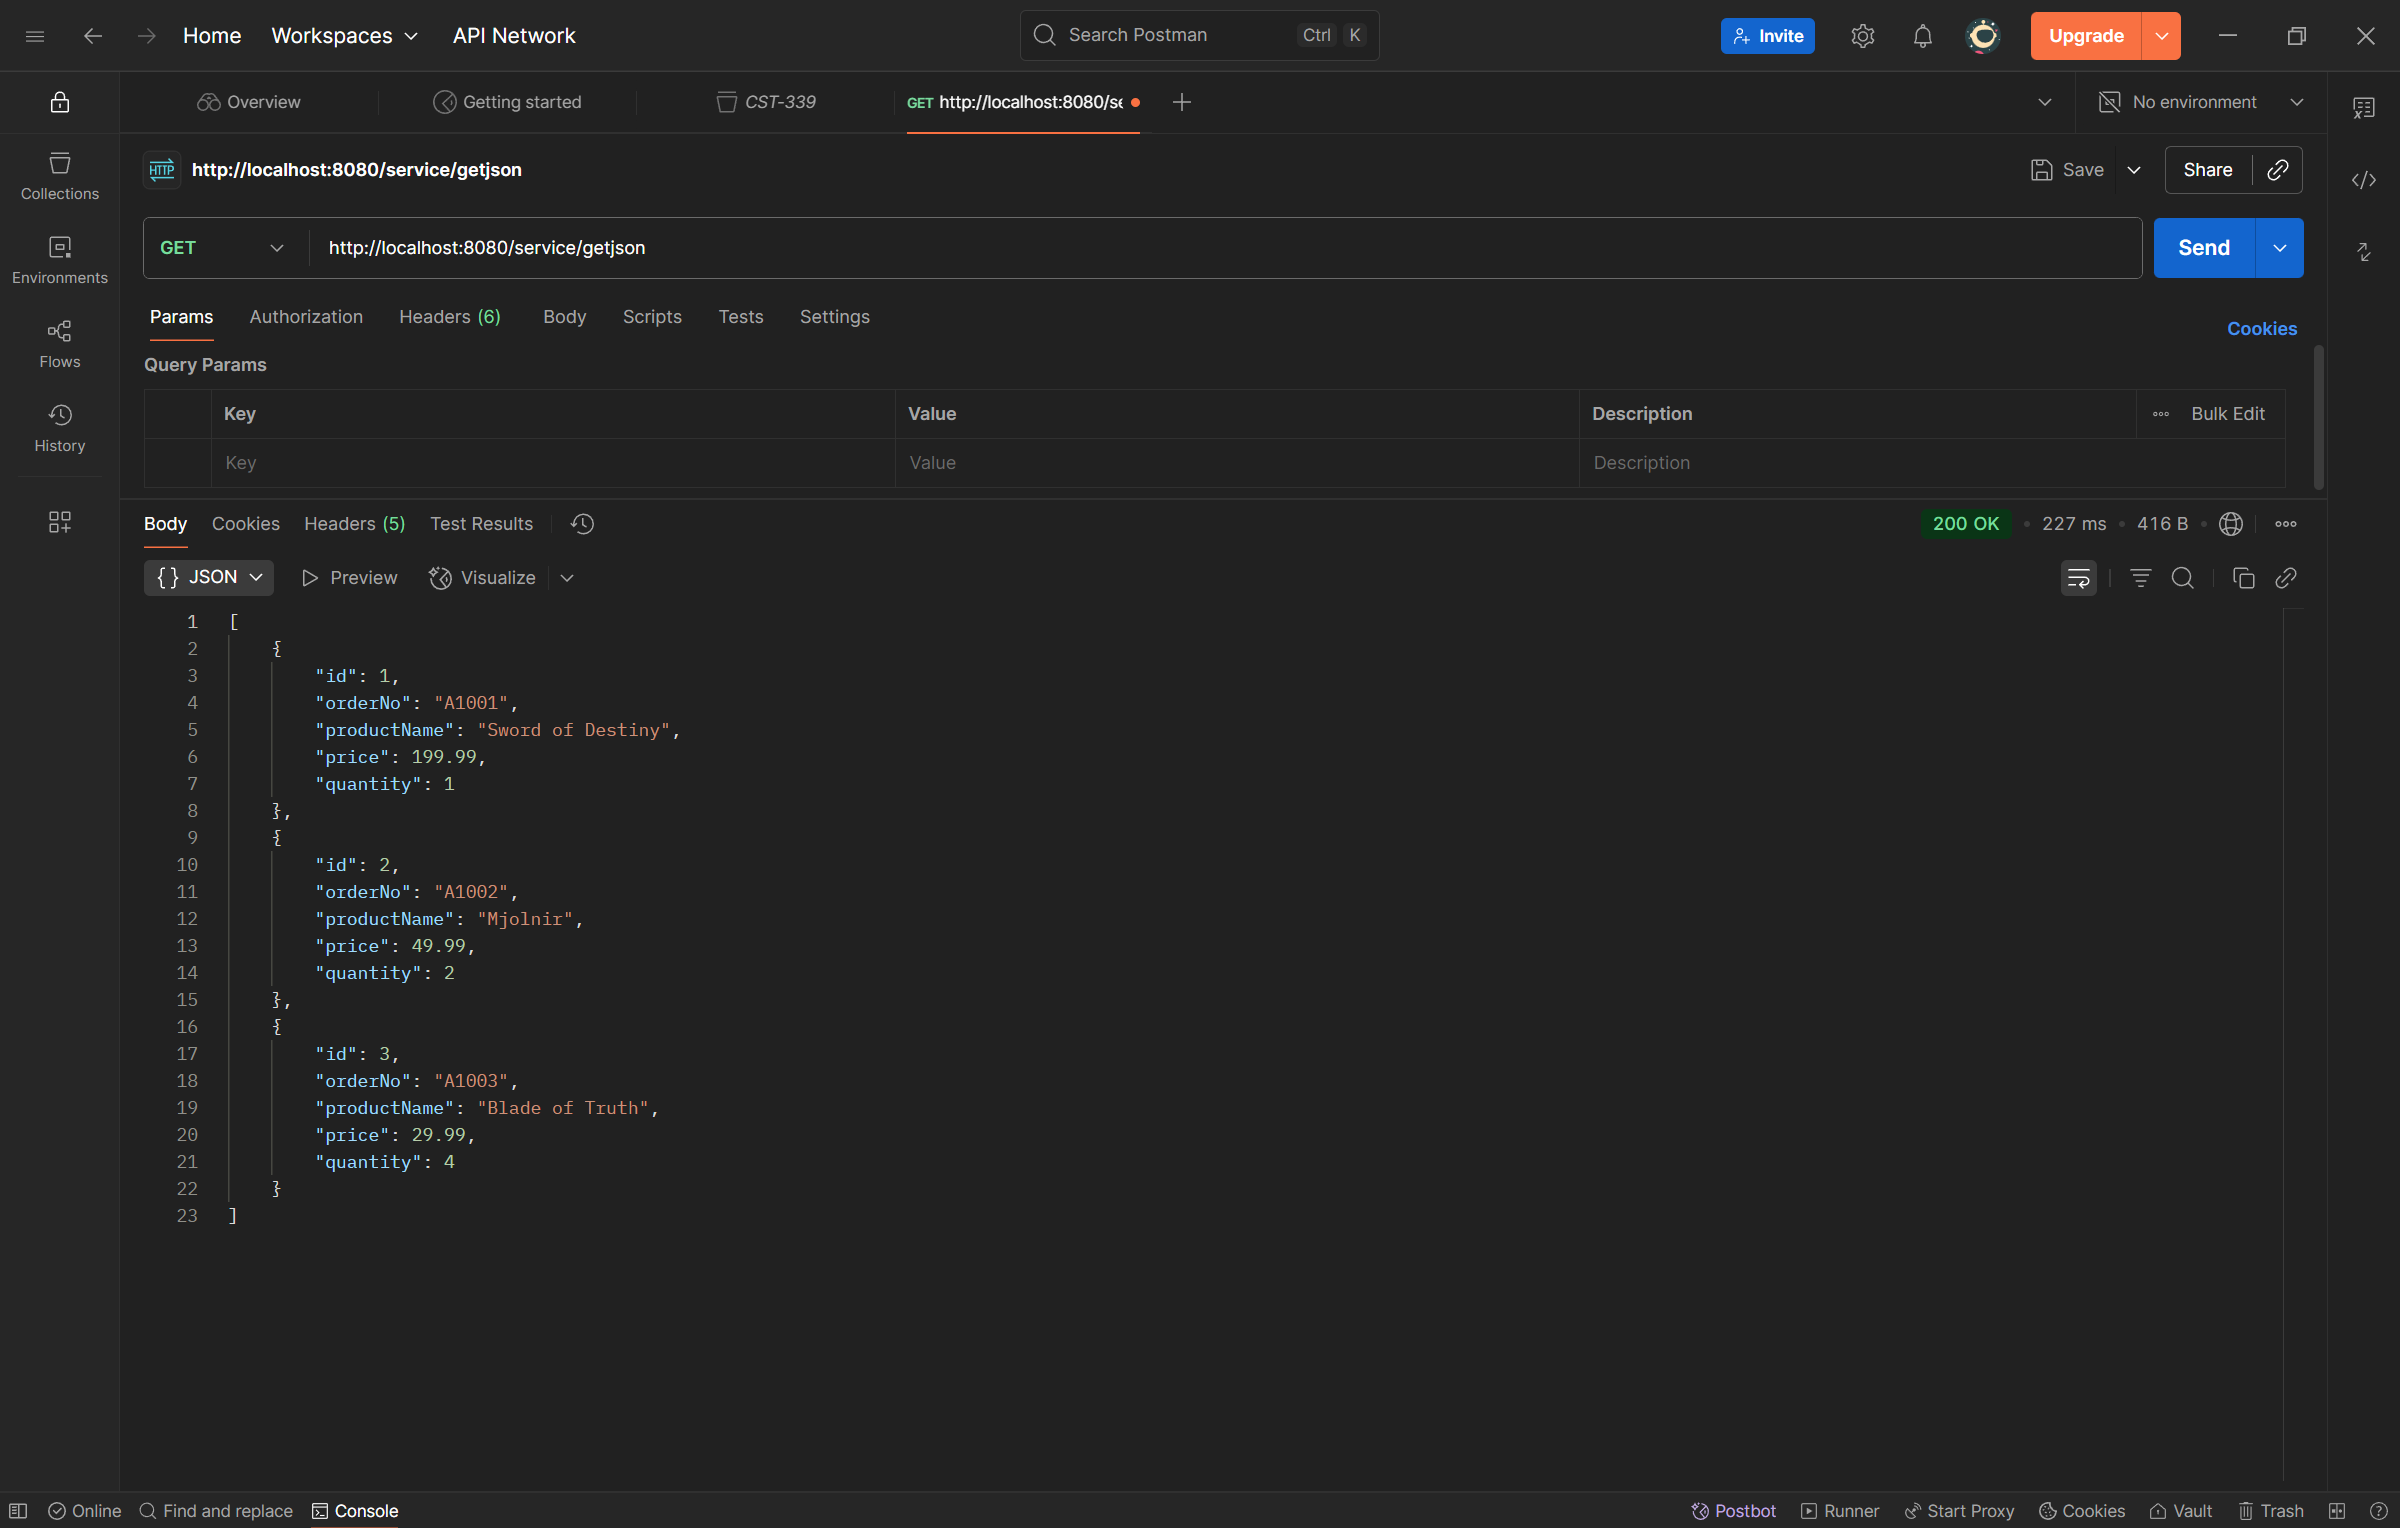 Home Workspaces API Network Search Postman Ctrl K Invite Upgrade
Overview Getting started CST-339 GET http://localhost:8080/se No environment
HTTP http://localhost:8080/service/getjson Save Share
Collections
GET http://localhost:8080/service/getjson Send
Environments
Params Authorization Headers (6) Body Scripts Tests Settings Cookies
Flows
Query Params
Key Value Description Bulk Edit
History
Key Value Description
Body Cookies Headers (5) Test Results 200 OK 227 ms 416 B
{} JSON Preview Visualize
1 [
2 {
3 "id": 1,
4 "orderNo": "A1001",
5 "productName": "Sword of Destiny",
6 "price": 199.99,
7 "quantity": 1
8 },
9 {
10 "id": 2,
11 "orderNo": "A1002",
12 "productName": "Mjolnir",
13 "price": 49.99,
14 "quantity": 2
15 },
16 {
17 "id": 3,
18 "orderNo": "A1003",
19 "productName": "Blade of Truth",
20 "price": 29.99,
21 "quantity": 4
22 }
23 ]
Online Find and replace Console Postbot Runner Start Proxy Cookies Vault Trash